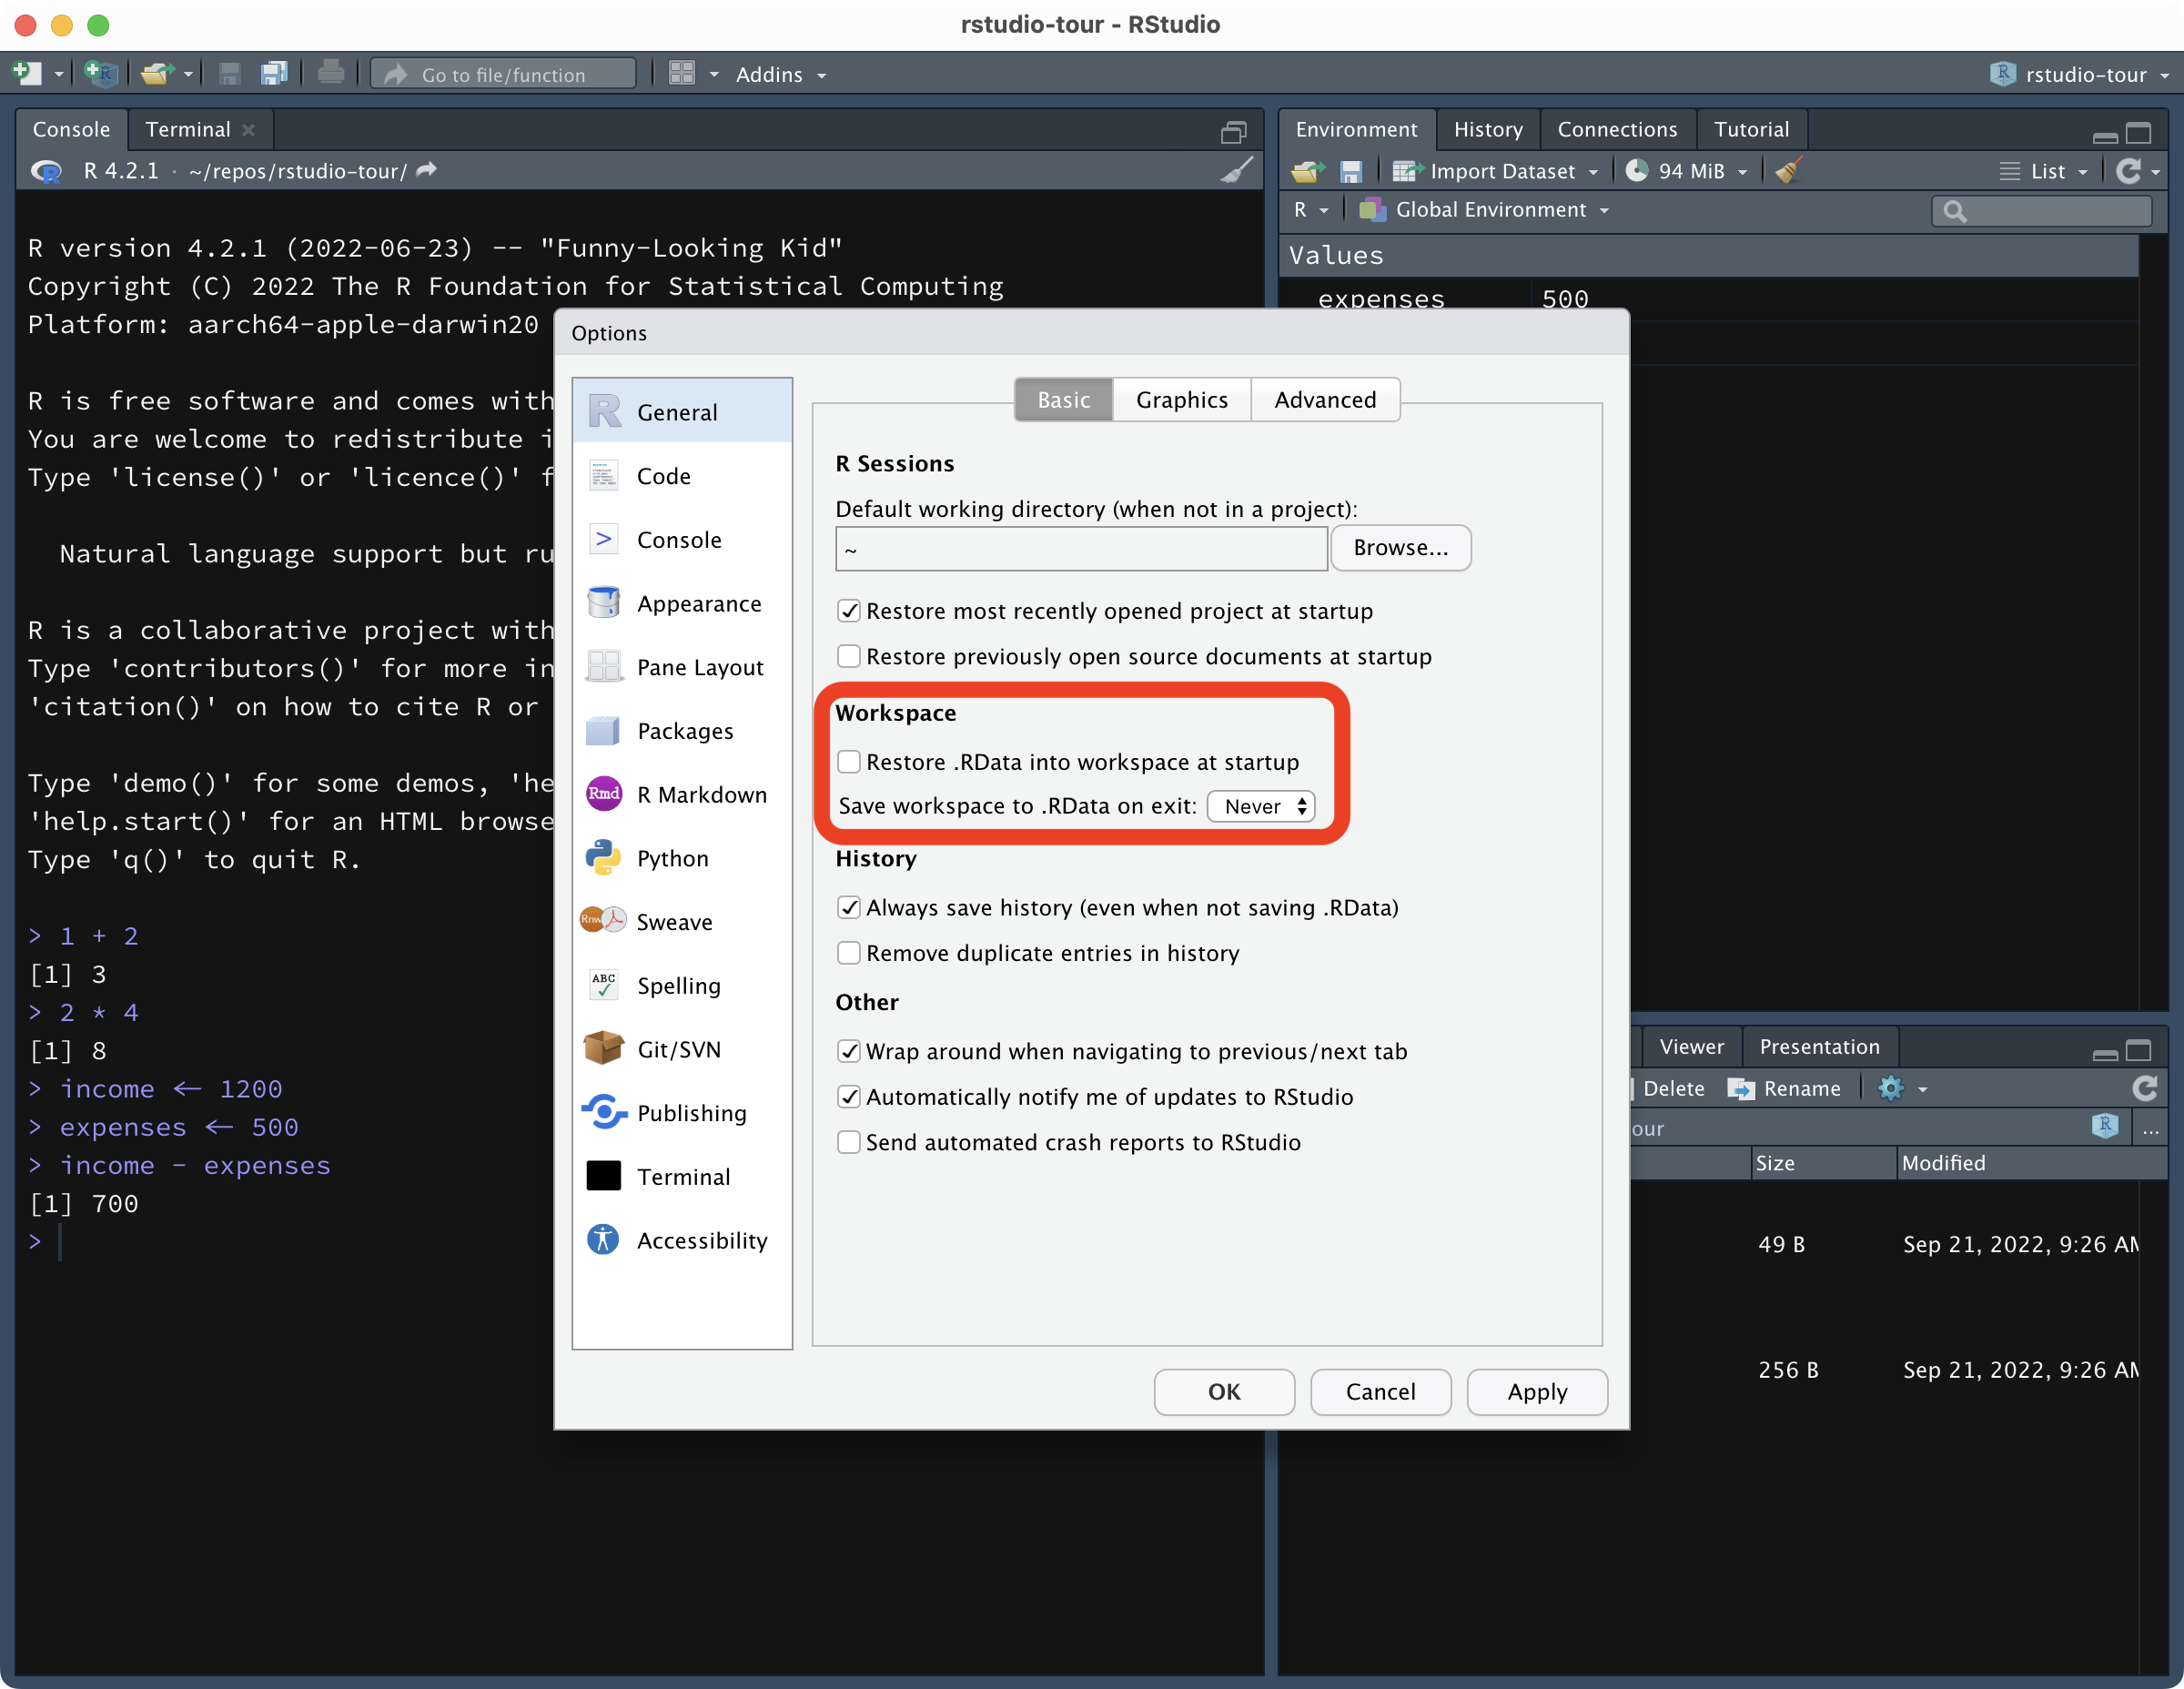 rstudio-tour - RStudio
Go to file/function
Addins
rstudio-tour
Console
Terminal
R 4.2.1 · ~/repos/rstudio-tour/
R version 4.2.1 (2022-06-23) -- "Funny-Looking Kid"
Copyright (C) 2022 The R Foundation for Statistical Computing
Platform: aarch64-apple-darwin20
R is free software and comes with
You are welcome to redistribute i
Type 'license()' or 'licence()' f
Natural language support but ru
R is a collaborative project with
Type 'contributors()' for more in
'citation()' on how to cite R or
Type 'demo()' for some demos, 'he
'help.start()' for an HTML browse
Type 'q()' to quit R.
> 1 + 2
[1] 3
> 2 * 4
[1] 8
> income <- 1200
> expenses <- 500
> income - expenses
[1] 700
>
Environment
History
Connections
Tutorial
Import Dataset
94 MiB
List
R
Global Environment
Values
expenses 500
Options
General
Code
Console
Appearance
Pane Layout
Packages
Rmd R Markdown
Python
Rnw Sweave
ABC Spelling
Git/SVN
Publishing
Terminal
Accessibility
Basic
Graphics
Advanced
R Sessions
Default working directory (when not in a project):
~
Browse...
Restore most recently opened project at startup
Restore previously open source documents at startup
Workspace
Restore .RData into workspace at startup
Save workspace to .RData on exit: Never
History
Always save history (even when not saving .RData)
Remove duplicate entries in history
Other
Wrap around when navigating to previous/next tab
Automatically notify me of updates to RStudio
Send automated crash reports to RStudio
OK
Cancel
Apply
Viewer
Presentation
Delete
Rename
our
...
Size
Modified
49 B Sep 21, 2022, 9:26 AM
256 B Sep 21, 2022, 9:26 AM